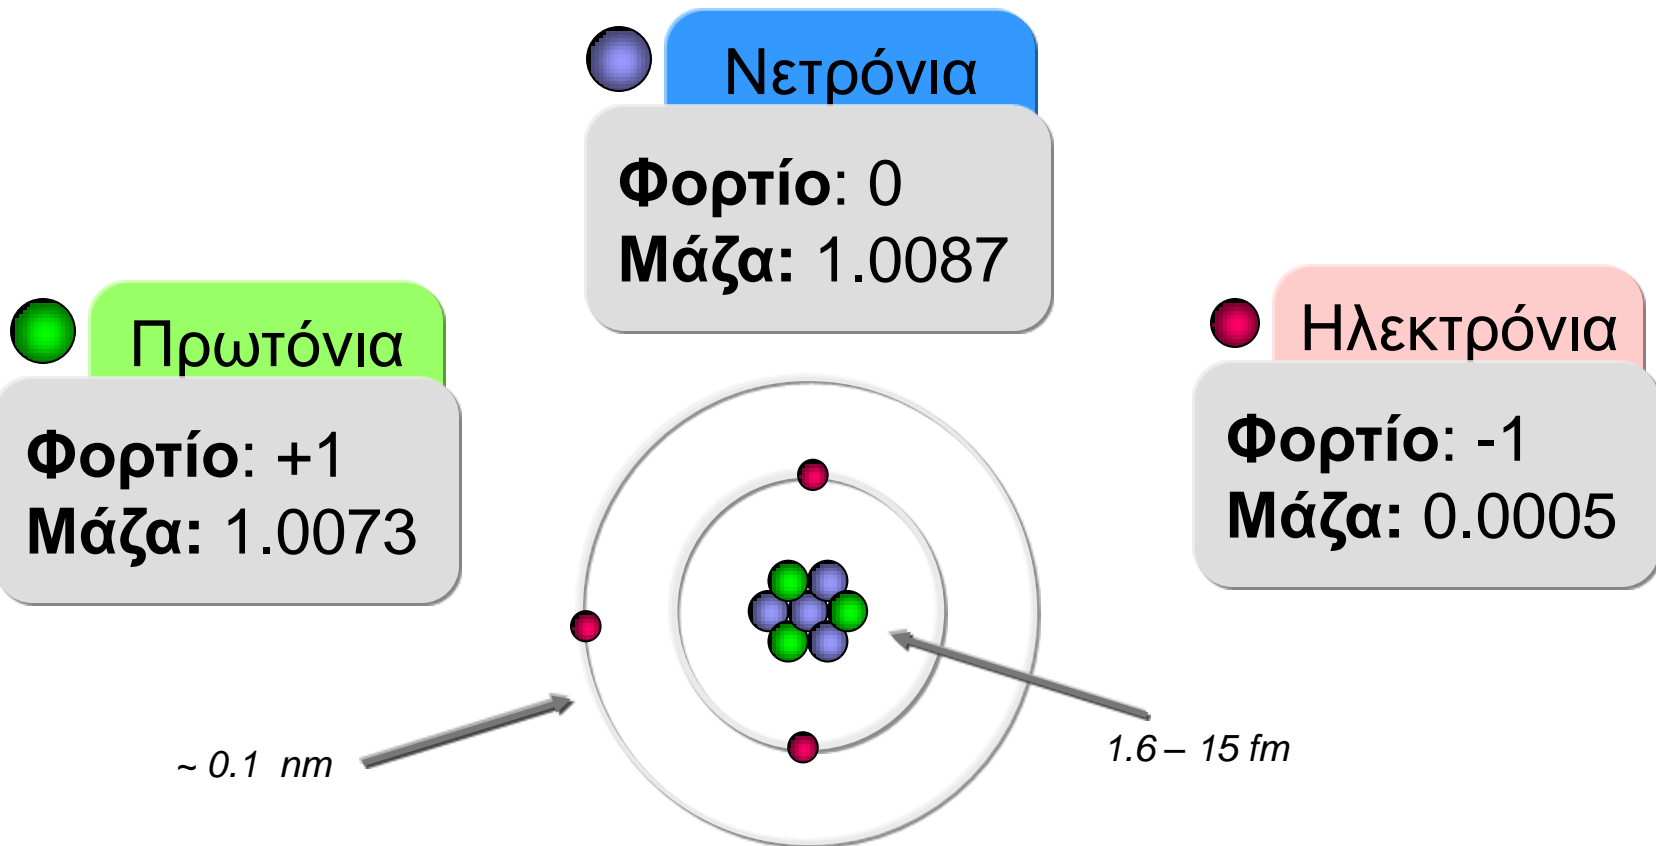 Νετρόνια
Φορτίο: 0
Μάζα: 1.0087
Πρωτόνια
Φορτίο: +1
Μάζα: 1.0073
Ηλεκτρόνια
Φορτίο: -1
Μάζα: 0.0005
~ 0.1 nm
1.6 – 15 fm